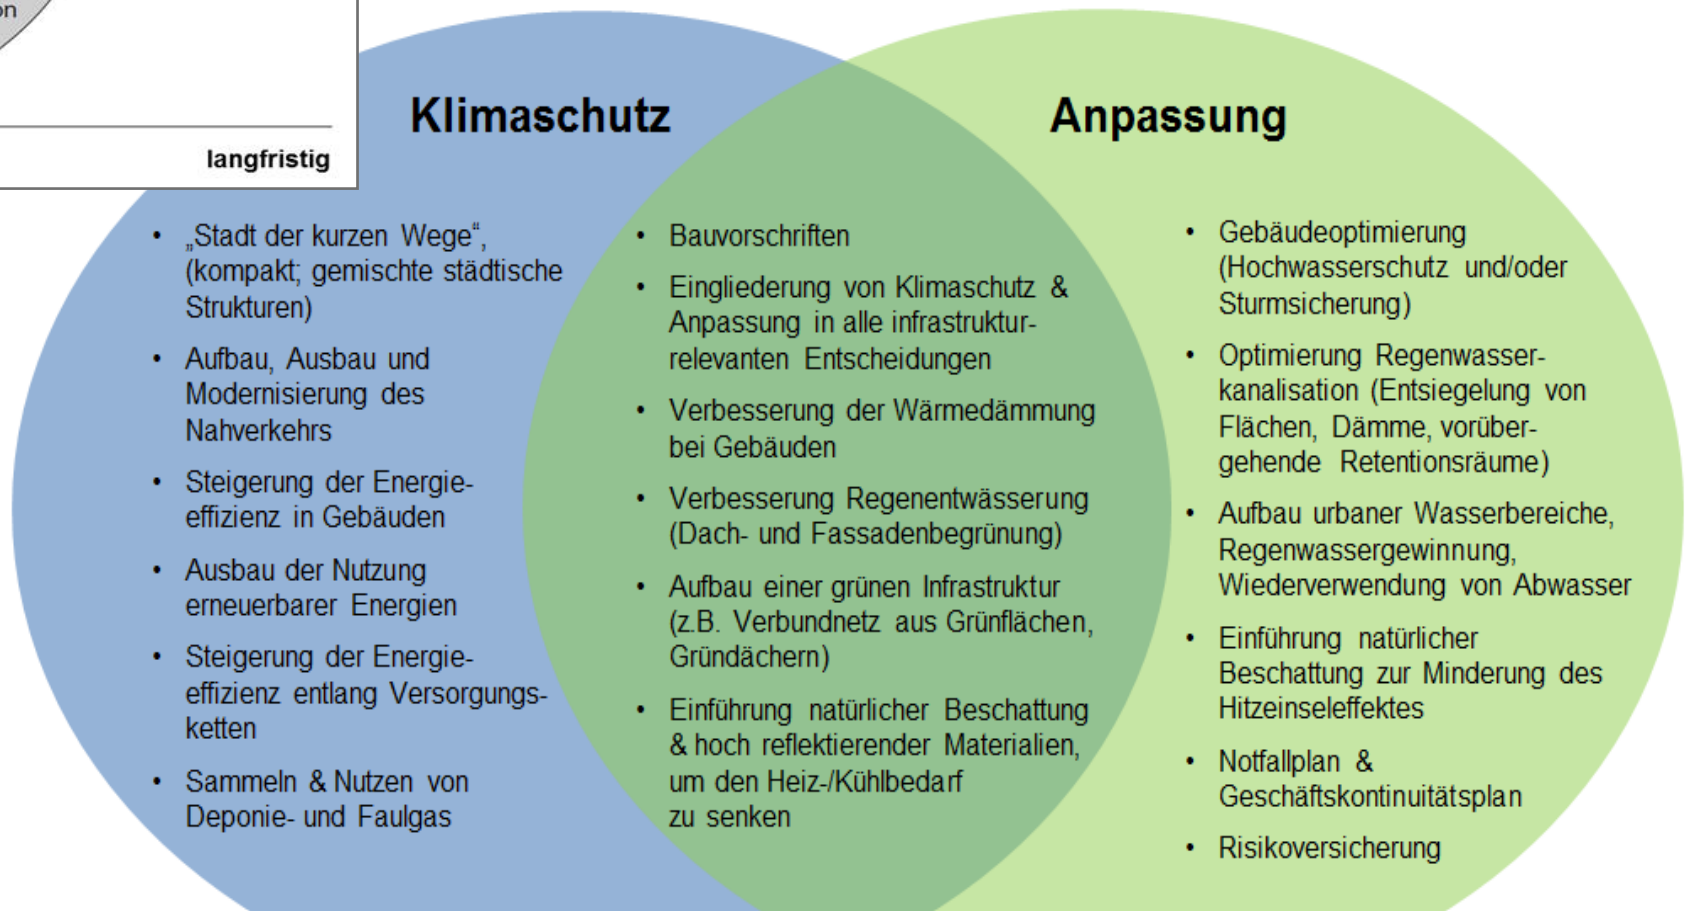 on
langfristig
Klimaschutz
„Stadt der kurzen Wege“,
(kompakt; gemischte städtische
Strukturen)
Aufbau, Ausbau und
Modernisierung des
Nahverkehrs
Steigerung der Energie-
effizienz in Gebäuden
Ausbau der Nutzung
erneuerbarer Energien
Steigerung der Energie-
effizienz entlang Versorgungs-
ketten
Sammeln & Nutzen von
Deponie- und Faulgas
Bauvorschriften
Eingliederung von Klimaschutz &
Anpassung in alle infrastruktur-
relevanten Entscheidungen
Verbesserung der Wärmedämmung
bei Gebäuden
Verbesserung Regenentwässerung
(Dach- und Fassadenbegrünung)
Aufbau einer grünen Infrastruktur
(z.B. Verbundnetz aus Grünflächen,
Gründächern)
Einführung natürlicher Beschattung
& hoch reflektierender Materialien,
um den Heiz-/Kühlbedarf
zu senken
Anpassung
Gebäudeoptimierung
(Hochwasserschutz und/oder
Sturmsicherung)
Optimierung Regenwasser-
kanalisation (Entsiegelung von
Flächen, Dämme, vorüber-
gehende Retentionsräume)
Aufbau urbaner Wasserbereiche,
Regenwassergewinnung,
Wiederverwendung von Abwasser
Einführung natürlicher
Beschattung zur Minderung des
Hitzeinseleffektes
Notfallplan &
Geschäftskontinuitätsplan
Risikoversicherung